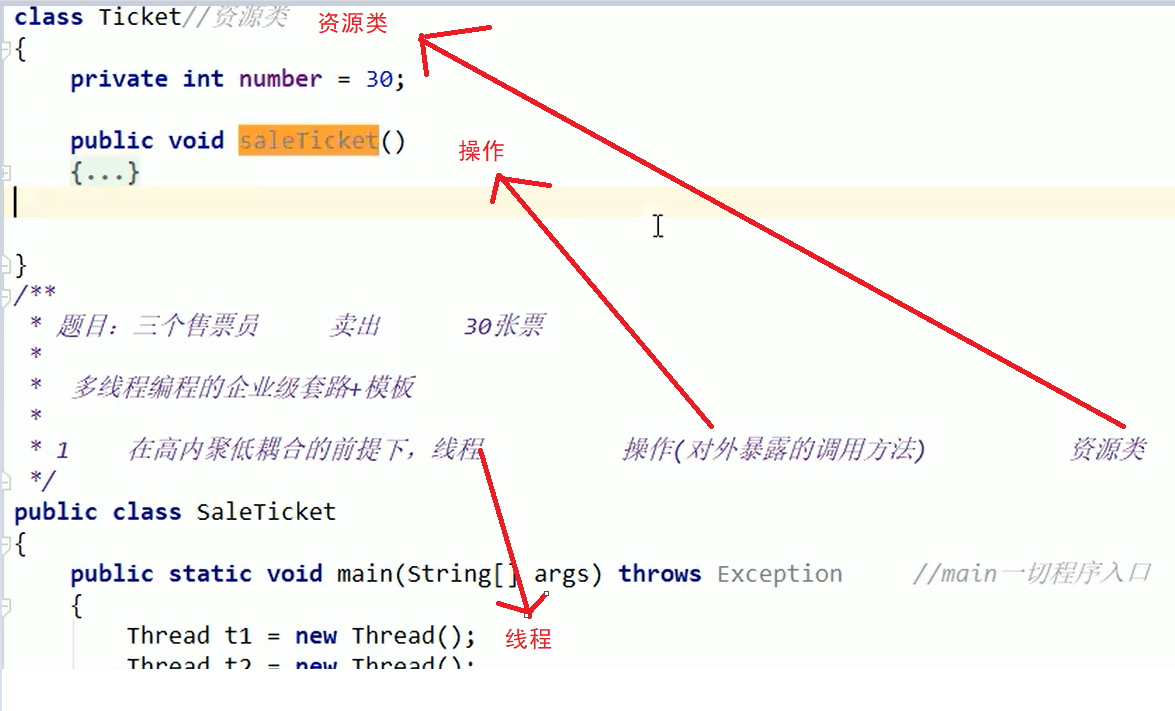 class Ticket//资源类 资源类
{
private int number = 30;
public void saleTicket()
操作
{...}
}
/**
* 题目：三个售票员 卖出 30张票
*
* 多线程编程的企业级套路+模板
*
* 1 在高内聚低耦合的前提下，线程 操作(对外暴露的调用方法) 资源类
*/
public class SaleTicket
{
public static void main(String[] args) throws Exception //main一切程序入口
{
Thread t1 = new Thread();
线程
Thread t2 = new Thread();